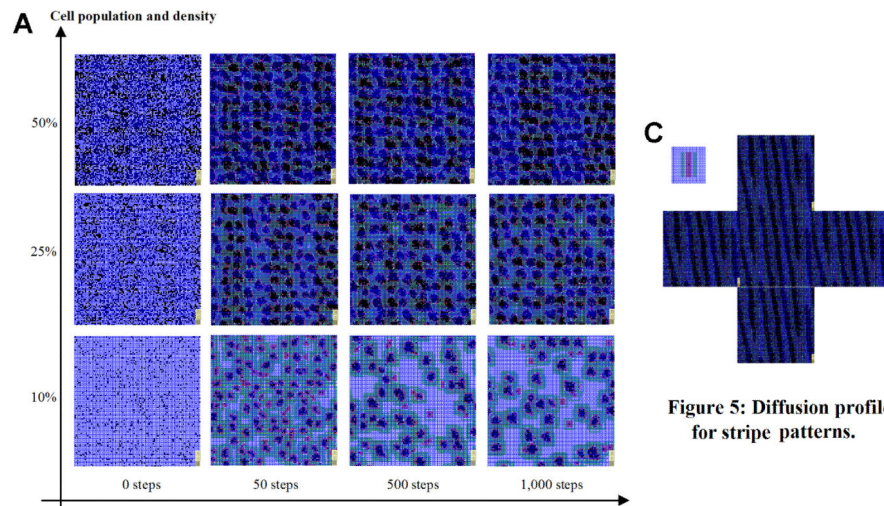 Cell population and density
A
50%
25%
10%
0 steps
50 steps
500 steps
1,000 steps
C
Figure 5: Diffusion profile
for stripe patterns.